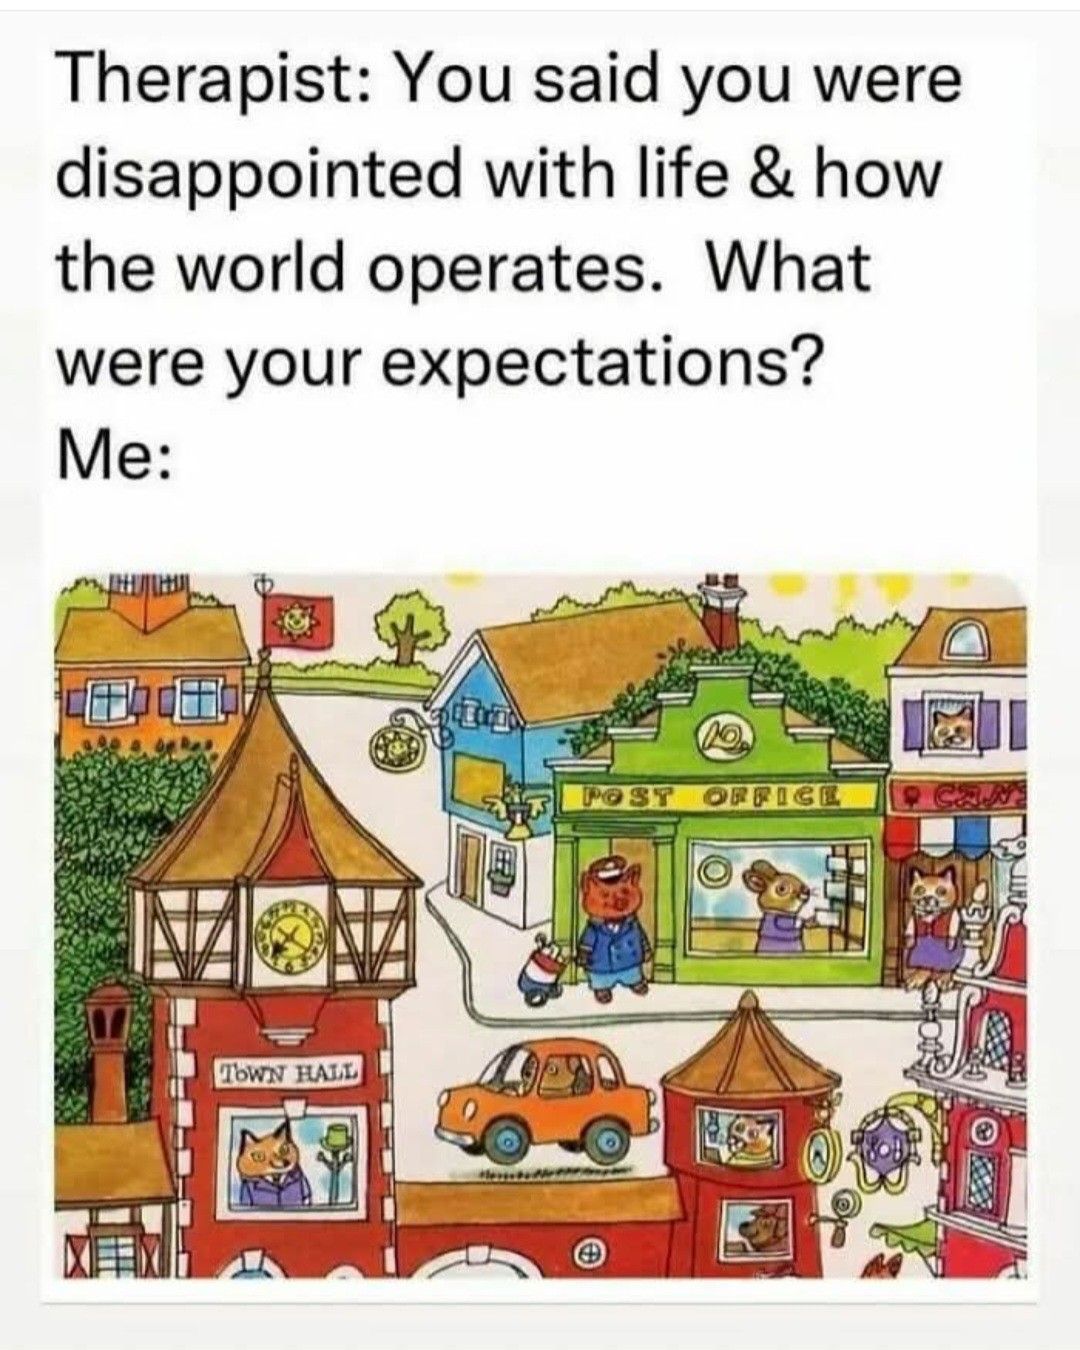 Therapist: You said you were
disappointed with life & how
the world operates. What
were your expectations?
Me:
POST OFFICE
TOWN HALL